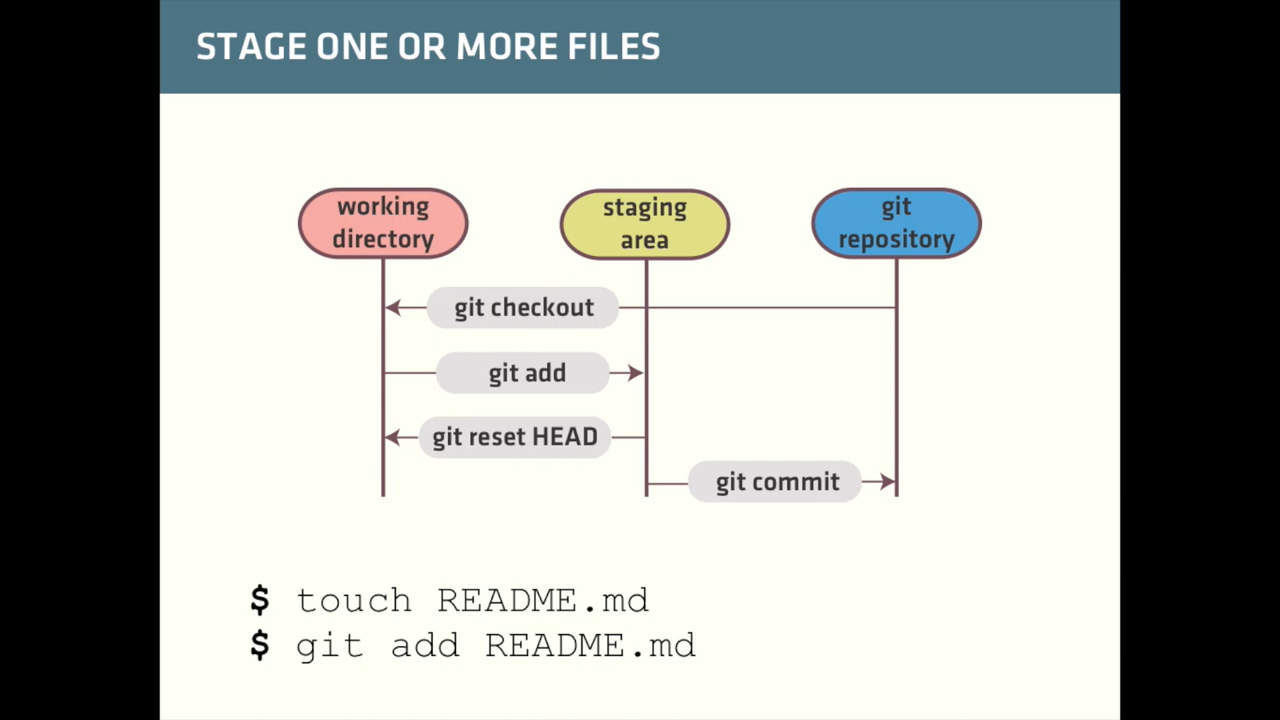 STAGE ONE OR MORE FILES
working
directory
staging
area
git
repository
git checkout
git add
git reset HEAD
git commit
$ touch README.md
$ git add README.md